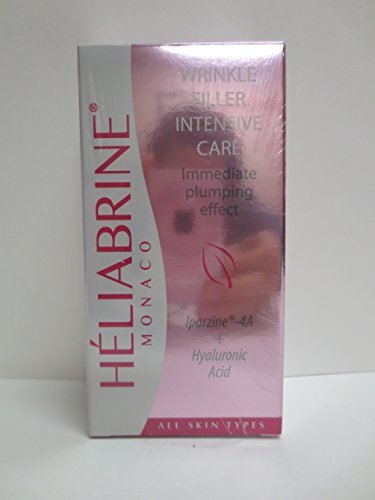 HÉLIABRINE®
MONACO
WRINKLE
FILLER
INTENSIVE
CARE
Immediate
plumping
effect
Iparzine®-4A
+
Hyaluronic
Acid
ALL SKIN TYPES